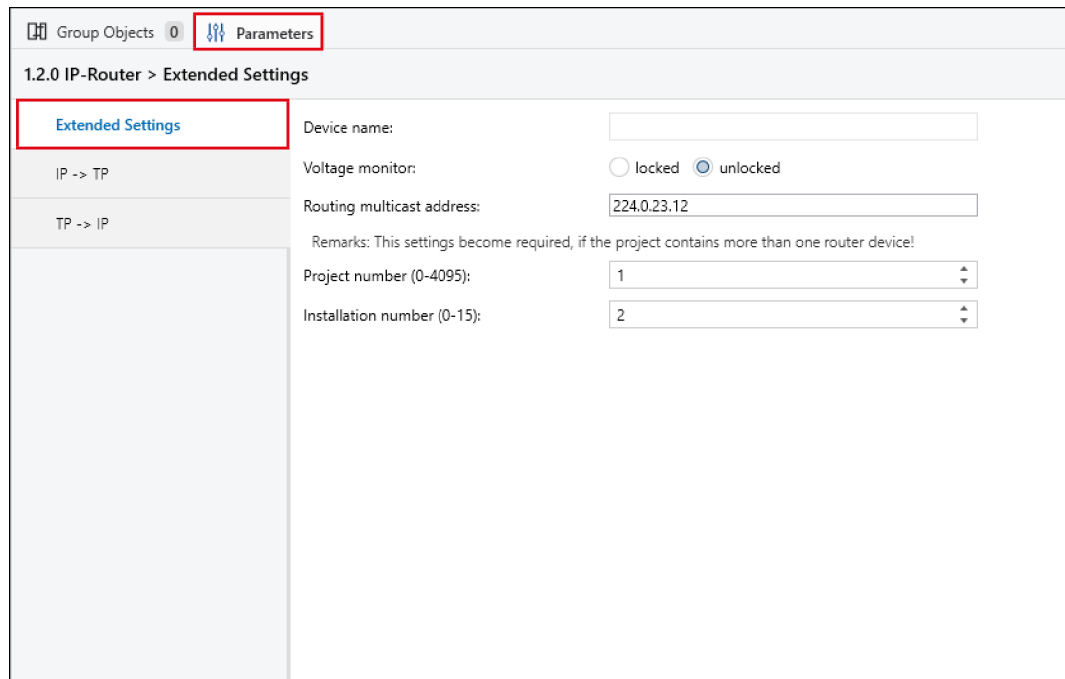 Group Objects 0 Parameters
1.2.0 IP-Router > Extended Settings
Extended Settings
IP -> TP
TP -> IP
Device name:
Voltage monitor: locked unlocked
Routing multicast address: 224.0.23.12
Remarks: This settings become required, if the project contains more than one router device!
Project number (0-4095): 1
Installation number (0-15): 2